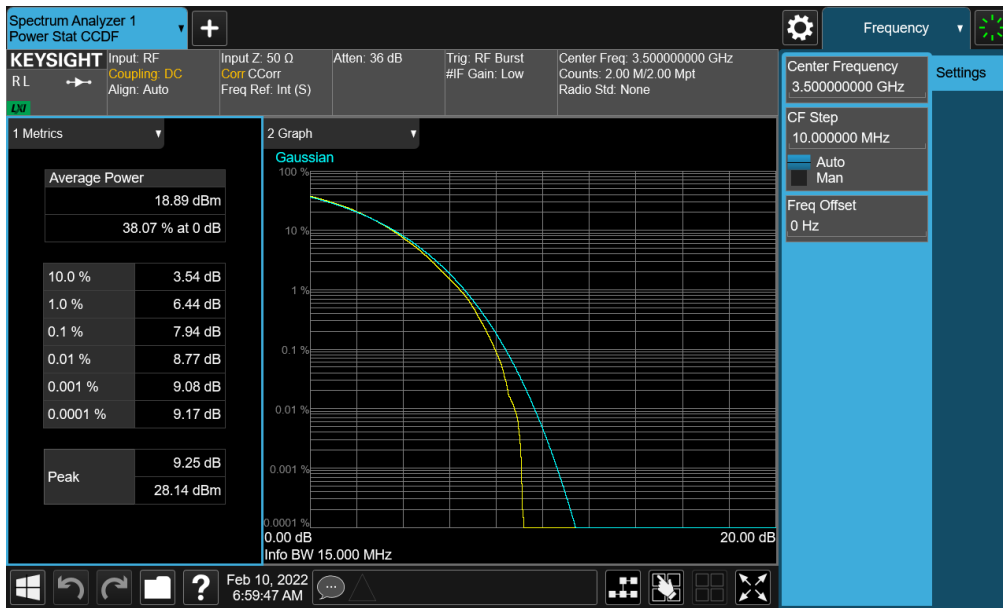 Spectrum Analyzer 1
Power Stat CCDF
Frequency
KEYSIGHT
Input: RF
Input Z: 50 Ω
Atten: 36 dB
Trig: RF Burst
Center Freq: 3.500000000 GHz
R L
Coupling: DC
Corr CCorr
#IF Gain: Low
Counts: 2.00 M/2.00 Mpt
Align: Auto
Freq Ref: Int (S)
Radio Std: None
LXI
Center Frequency
3.500000000 GHz
Settings
CF Step
10.000000 MHz
Auto
Man
Freq Offset
0 Hz
1 Metrics
Average Power
18.89 dBm
38.07 % at 0 dB
10.0 % 3.54 dB
1.0 % 6.44 dB
0.1 % 7.94 dB
0.01 % 8.77 dB
0.001 % 9.08 dB
0.0001 % 9.17 dB
Peak
9.25 dB
28.14 dBm
2 Graph
Gaussian
100 %
10 %
1 %
0.1 %
0.01 %
0.001 %
0.0001 %
0.00 dB
20.00 dB
Info BW 15.000 MHz
?
Feb 10, 2022
6:59:47 AM